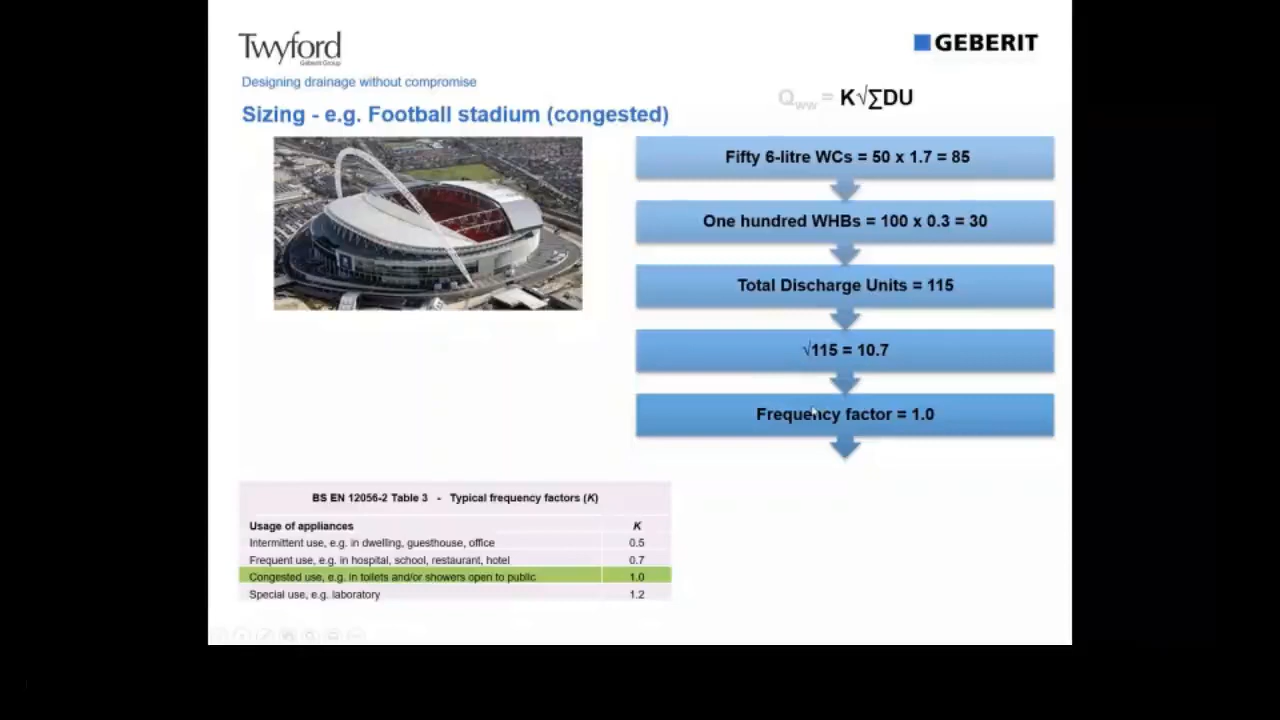 Twyford
Geberit Group
GEBERIT
Designing drainage without compromise
Qww = K√∑DU
Sizing - e.g. Football stadium (congested)
Fifty 6-litre WCs = 50 x 1.7 = 85
One hundred WHBs = 100 x 0.3 = 30
Total Discharge Units = 115
√115 = 10.7
Frequency factor = 1.0
BS EN 12056-2 Table 3 - Typical frequency factors (K)
Usage of appliances K
Intermittent use, e.g. in dwelling, guesthouse, office 0.5
Frequent use, e.g. in hospital, school, restaurant, hotel 0.7
Congested use, e.g. in toilets and/or showers open to public 1.0
Special use, e.g. laboratory 1.2